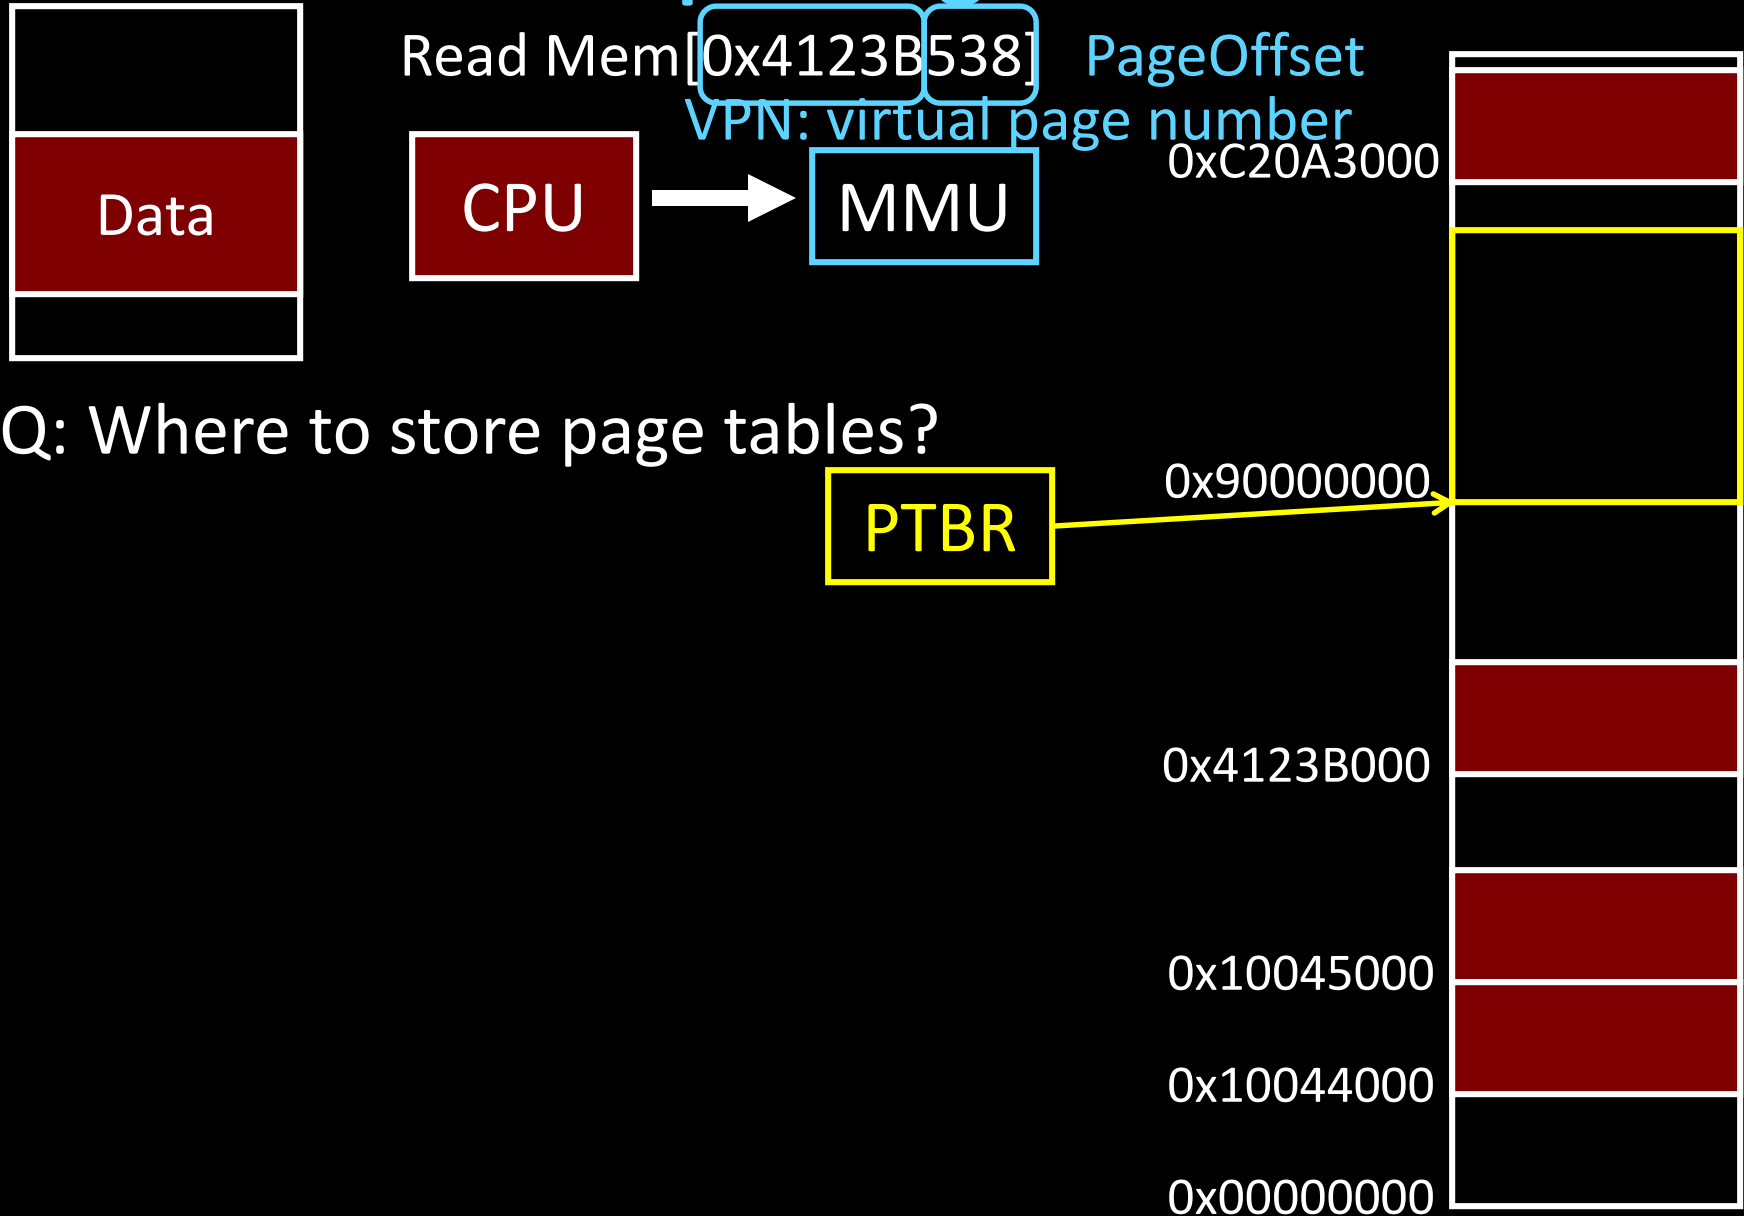 Read Mem[0x4123B538]
PageOffset
VPN: virtual page number
0xC20A3000
Data
CPU
MMU
Q: Where to store page tables?
0x90000000
PTBR
0x4123B000
0x10045000
0x10044000
0x00000000